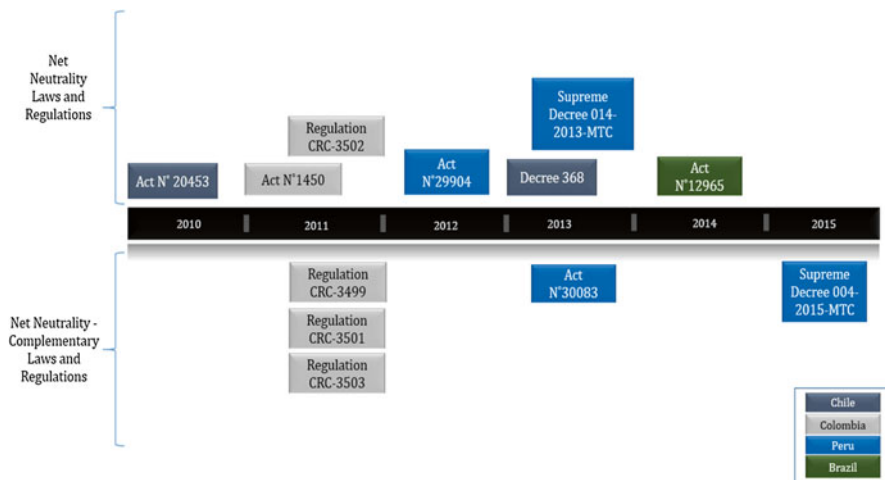 Net
Neutrality
Laws and
Regulations
Supreme
Decree 014-
2013-MTC
Regulation
CRC-3502
Act N° 20453
Act N°1450
Act
N°29904
Decree 368
Act
N°12965
2010
2011
2012
2013
2014
2015
Net Neutrality -
Complementary
Laws and
Regulations
Regulation
CRC-3499
Regulation
CRC-3501
Regulation
CRC-3503
Act
N°30083
Supreme
Decree 004-
2015-MTC
Chile
Colombia
Peru
Brazil